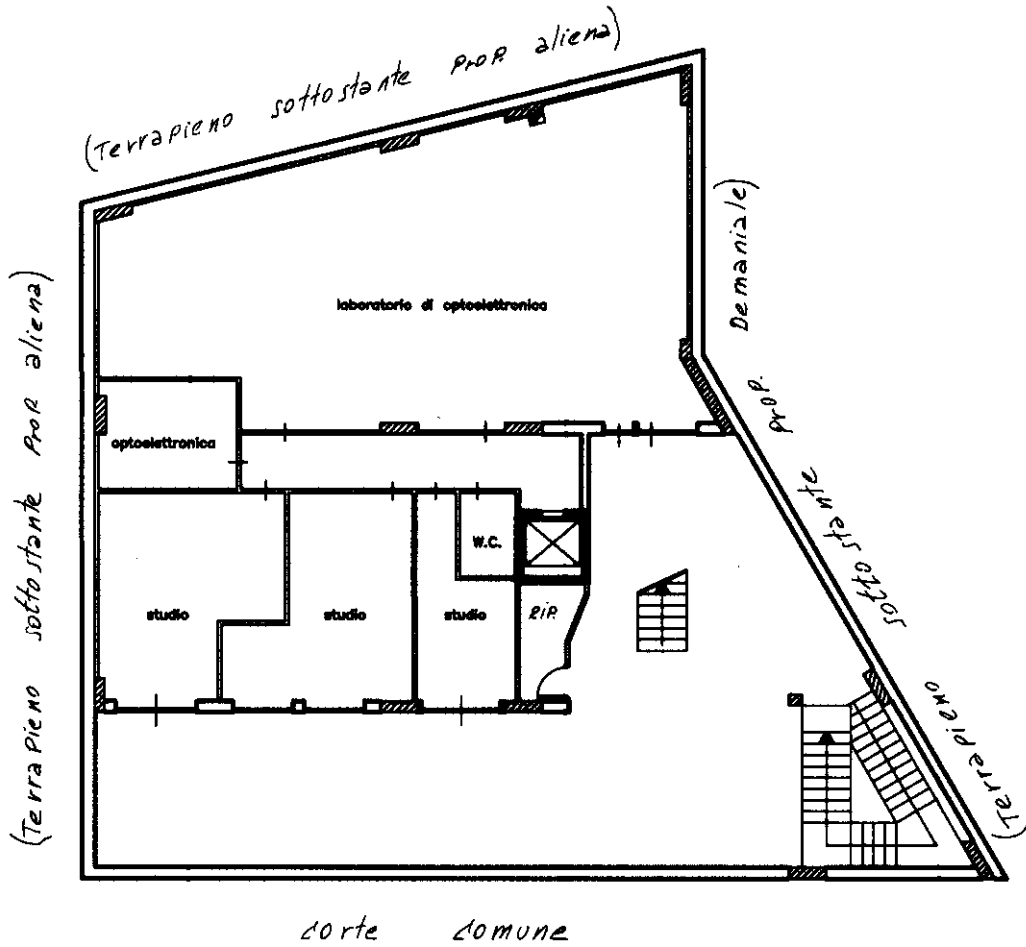 (Terrapieno sottostante Prop. aliena)
(Terrapieno sottostante Prop. aliena)
(Terrapieno sottostante Prop. Demaniale)
laboratorio di optoelettronica
optoelettronica
W.C.
studio
studio
studio
RiP.
corte comune